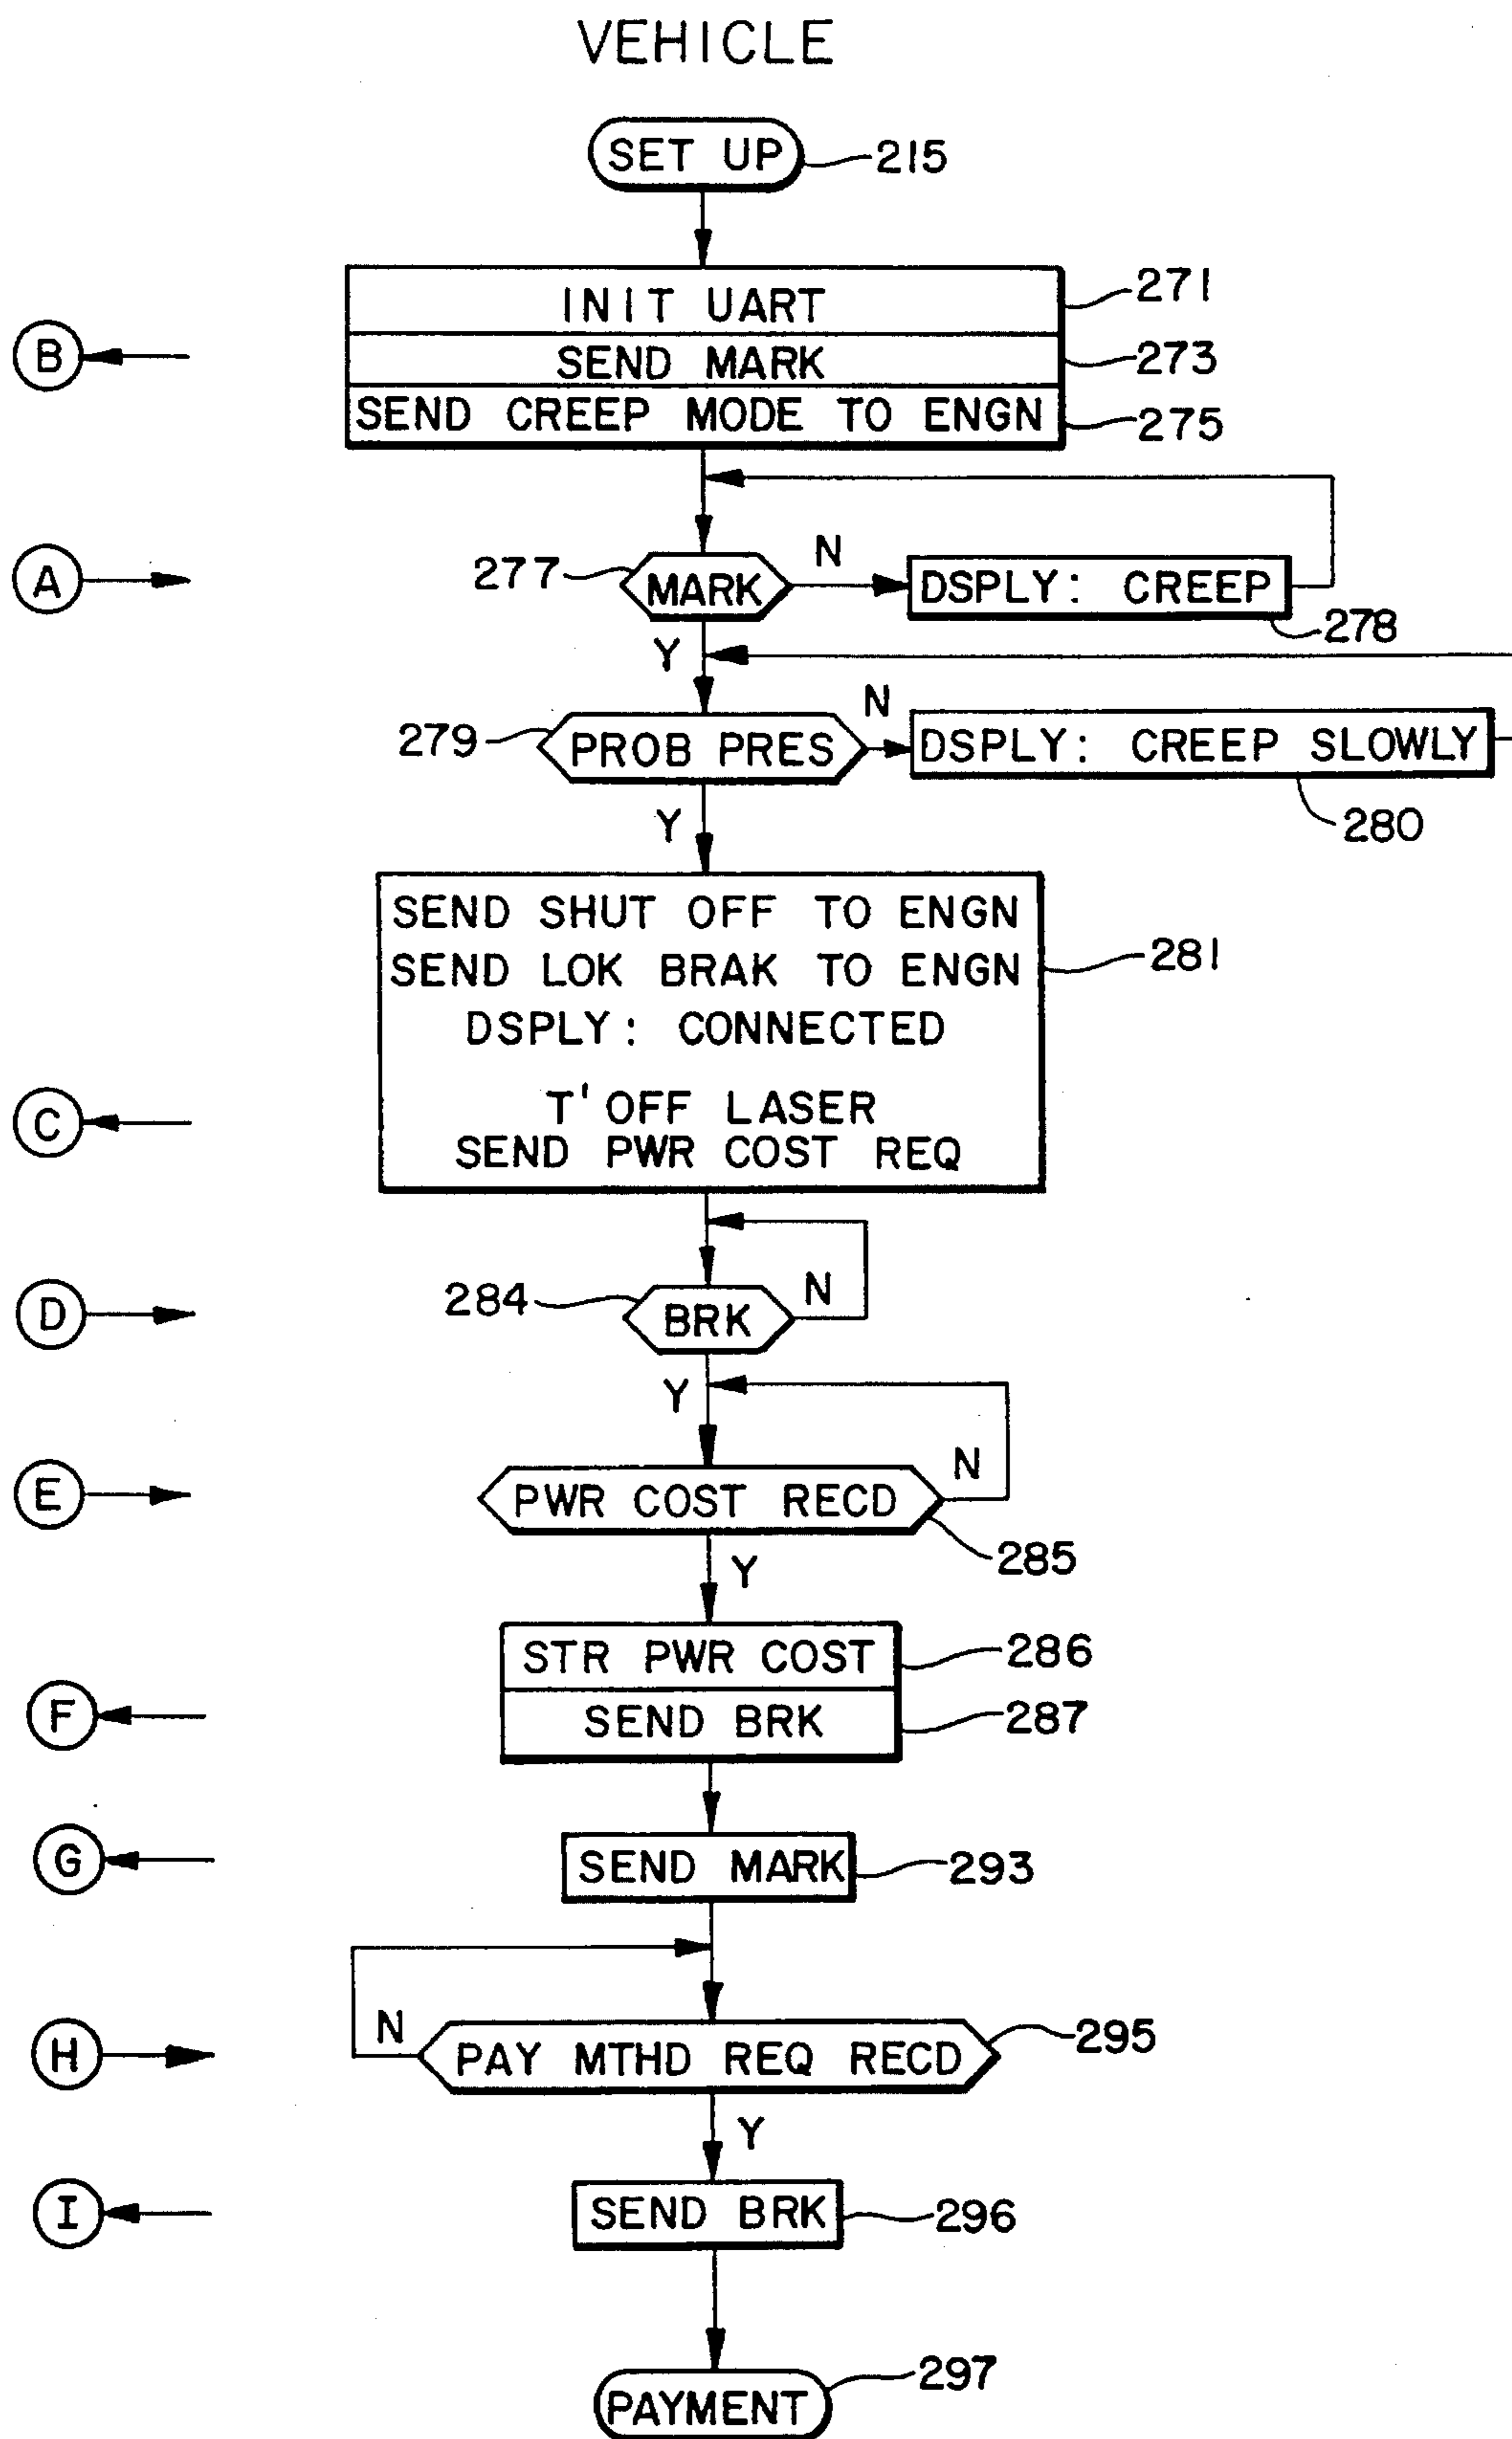 VEHICLE
SET UP 215
INIT UART 271
B SEND MARK 273
SEND CREEP MODE TO ENGN 275
A 277 MARK N DSPLY: CREEP
278
Y
279 PROB PRES N DSPLY: CREEP SLOWLY
280
Y
SEND SHUT OFF TO ENGN
SEND LOK BRAK TO ENGN 281
DSPLY: CONNECTED
C T'OFF LASER
SEND PWR COST REQ
D 284 BRK N
Y
E PWR COST RECD N
285
Y
STR PWR COST 286
F SEND BRK 287
G SEND MARK 293
H N PAY MTHD REQ RECD 295
Y
I SEND BRK 296
PAYMENT 297